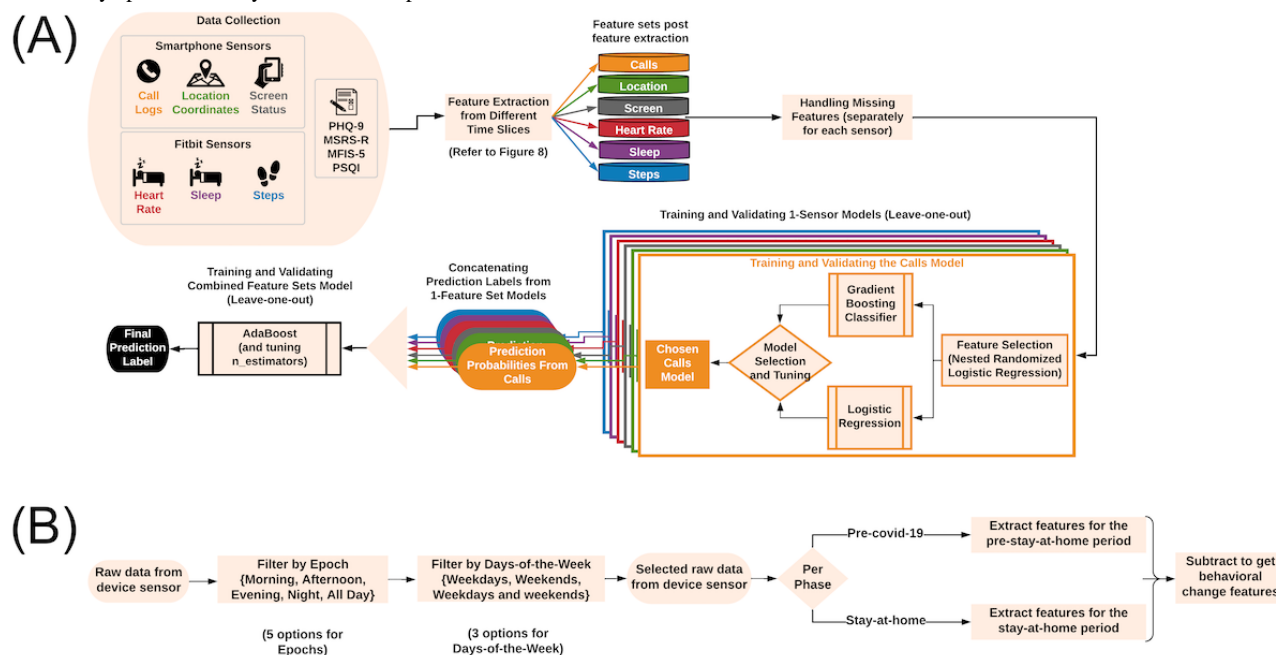 (A)
Data Collection
Smartphone Sensors
Call
Logs
Location
Coordinates
Screen
Status
Fitbit Sensors
Heart
Rate
Sleep
Steps
PHQ-9
MSRS-R
MFIS-5
PSQI
Feature Extraction
from Different
Time Slices
(Refer to Figure 8)
Feature sets post
feature extraction
Calls
Location
Screen
Heart Rate
Sleep
Steps
Handling Missing
Features (separately
for each sensor)
Training and Validating 1-Sensor Models (Leave-one-out)
Training and Validating the Calls Model
Feature Selection
(Nested Randomized
Logistic Regression)
Gradient
Boosting
Classifier
Logistic
Regression
Model
Selection
and Tuning
Chosen
Calls
Model
Concatenating
Prediction Labels from
1-Feature Set Models
Prediction
Probabilities From
Calls
Training and Validating
Combined Feature Sets Model
(Leave-one-out)
AdaBoost
(and tuning
n_estimators)
Final
Prediction
Label
(B)
Raw data from
device sensor
Filter by Epoch
{Morning, Afternoon,
Evening, Night, All Day}
(5 options for
Epochs)
Filter by Days-of-the-Week
{Weekdays, Weekends,
Weekdays and weekends}
(3 options for
Days-of-the-Week)
Selected raw data
from device sensor
Per
Phase
Pre-covid-19
Extract features for the
pre-stay-at-home period
Stay-at-home
Extract features for the
stay-at-home period
Subtract to get
behavioral
change features